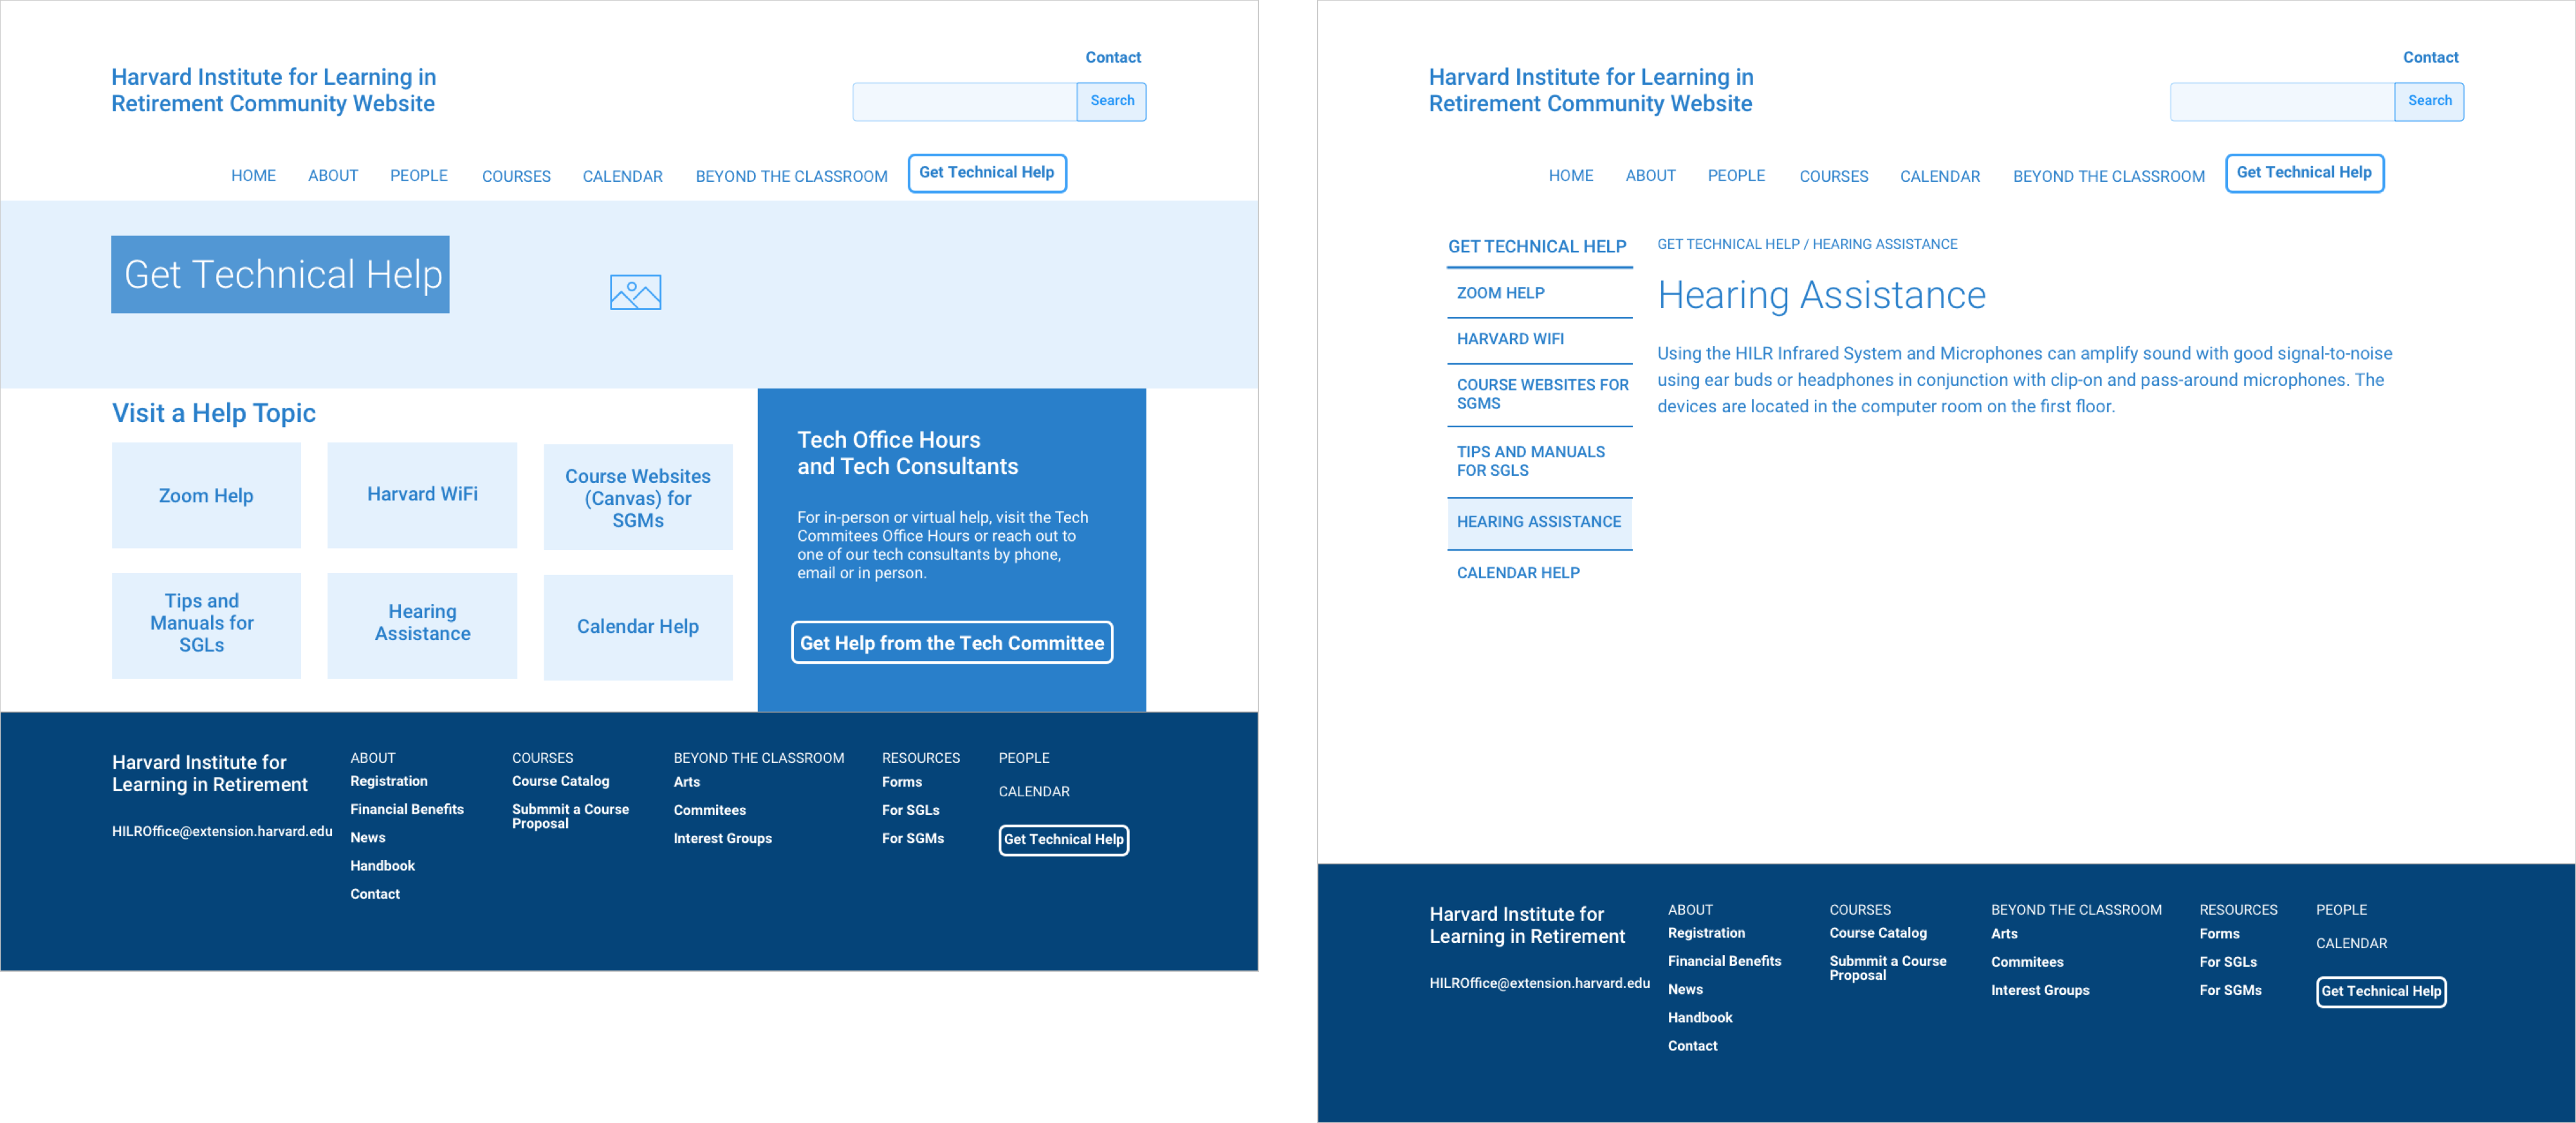 Contact
Harvard Institute for Learning in
Retirement Community Website
Search
HOME ABOUT PEOPLE COURSES CALENDAR BEYOND THE CLASSROOM Get Technical Help
Get Technical Help
Visit a Help Topic
Zoom Help
Harvard WiFi
Course Websites
(Canvas) for
SGMs
Tips and
Manuals for
SGLs
Hearing
Assistance
Calendar Help
Tech Office Hours
and Tech Consultants
For in-person or virtual help, visit the Tech
Commitees Office Hours or reach out to
one of our tech consultants by phone,
email or in person.
Get Help from the Tech Committee
Harvard Institute for
Learning in Retirement
HILROffice@extension.harvard.edu
ABOUT
Registration
Financial Benefits
News
Handbook
Contact
COURSES
Course Catalog
Submmit a Course
Proposal
BEYOND THE CLASSROOM
Arts
Commitees
Interest Groups
RESOURCES
Forms
For SGLs
For SGMs
PEOPLE
CALENDAR
Get Technical Help
Contact
Harvard Institute for Learning in
Retirement Community Website
Search
HOME ABOUT PEOPLE COURSES CALENDAR BEYOND THE CLASSROOM Get Technical Help
GET TECHNICAL HELP
ZOOM HELP
HARVARD WIFI
COURSE WEBSITES FOR
SGMS
TIPS AND MANUALS
FOR SGLS
HEARING ASSISTANCE
CALENDAR HELP
GET TECHNICAL HELP / HEARING ASSISTANCE
Hearing Assistance
Using the HILR Infrared System and Microphones can amplify sound with good signal-to-noise
using ear buds or headphones in conjunction with clip-on and pass-around microphones. The
devices are located in the computer room on the first floor.
Harvard Institute for
Learning in Retirement
HILROffice@extension.harvard.edu
ABOUT
Registration
Financial Benefits
News
Handbook
Contact
COURSES
Course Catalog
Submmit a Course
Proposal
BEYOND THE CLASSROOM
Arts
Commitees
Interest Groups
RESOURCES
Forms
For SGLs
For SGMs
PEOPLE
CALENDAR
Get Technical Help